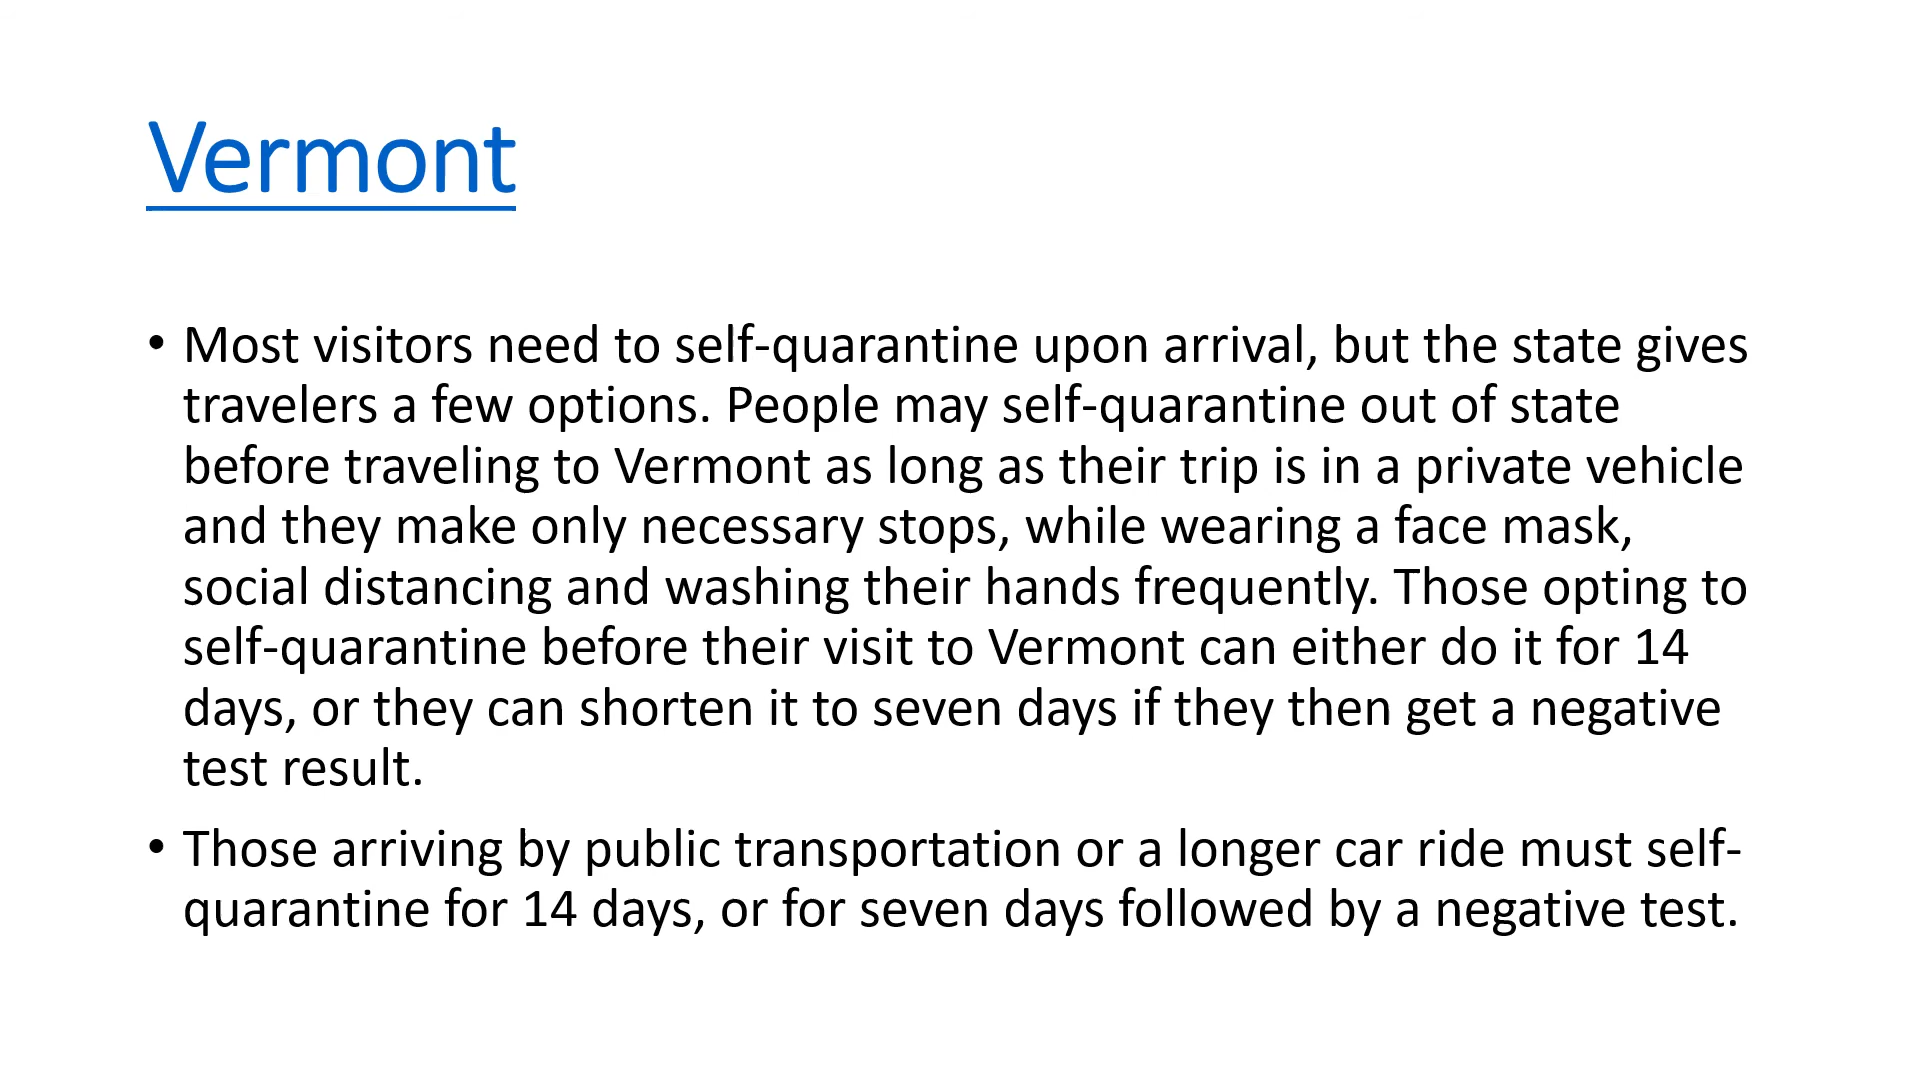 Vermont
• Most visitors need to self-quarantine upon arrival, but the state gives
travelers a few options. People may self-quarantine out of state
before traveling to Vermont as long as their trip is in a private vehicle
and they make only necessary stops, while wearing a face mask,
social distancing and washing their hands frequently. Those opting to
self-quarantine before their visit to Vermont can either do it for 14
days, or they can shorten it to seven days if they then get a negative
test result.
• Those arriving by public transportation or a longer car ride must self-
quarantine for 14 days, or for seven days followed by a negative test.